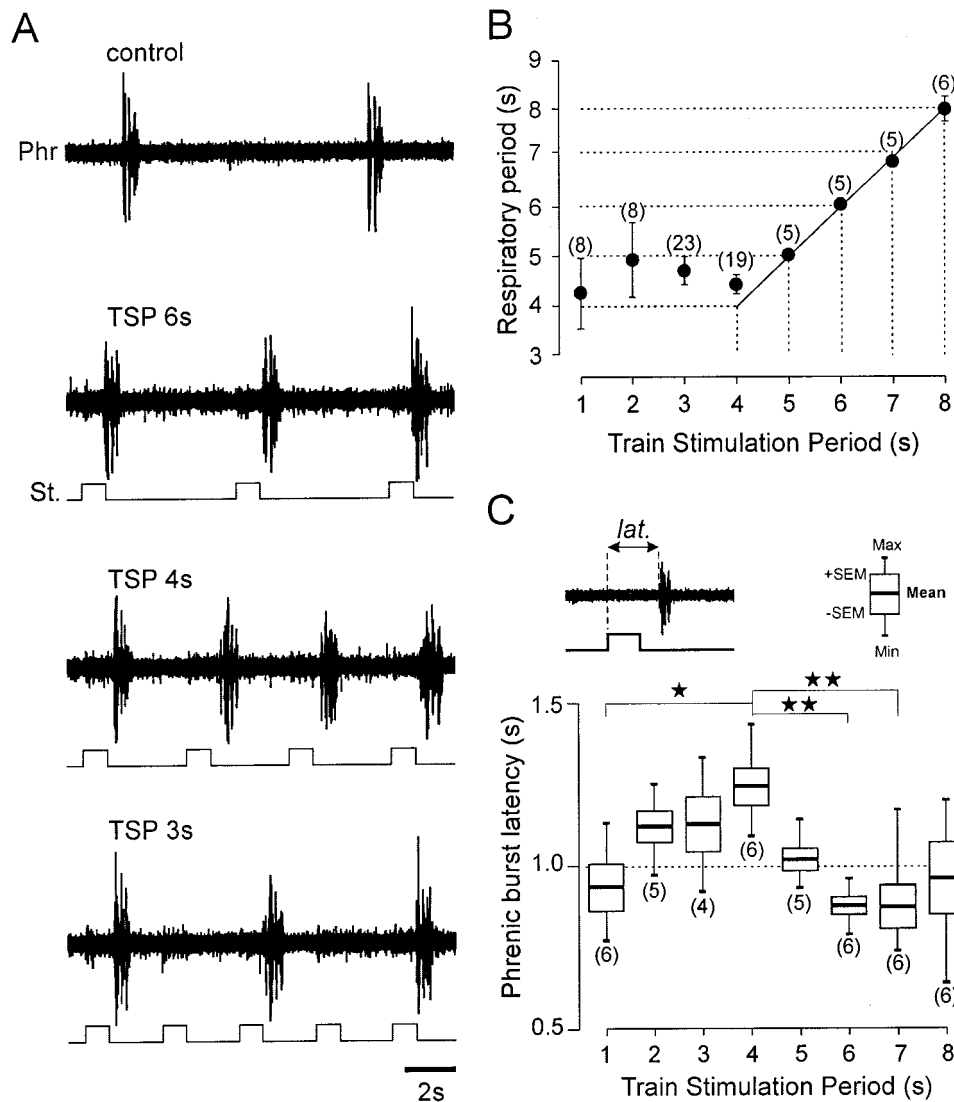 A
control
Phr
TSP 6s
St.
TSP 4s
TSP 3s
2s
B
Respiratory period (s)
9
8
7
6
5
4
3
(8)
(8)
(23)
(19)
(5)
(5)
(5)
(6)
1 2 3 4 5 6 7 8
Train Stimulation Period (s)
C
lat.
Max
+SEM
Mean
-SEM
Min
Phrenic burst latency (s)
1.5
1.0
0.5
★
★★
★★
(6)
(5)
(4)
(6)
(5)
(6)
(6)
(6)
1 2 3 4 5 6 7 8
Train Stimulation Period (s)